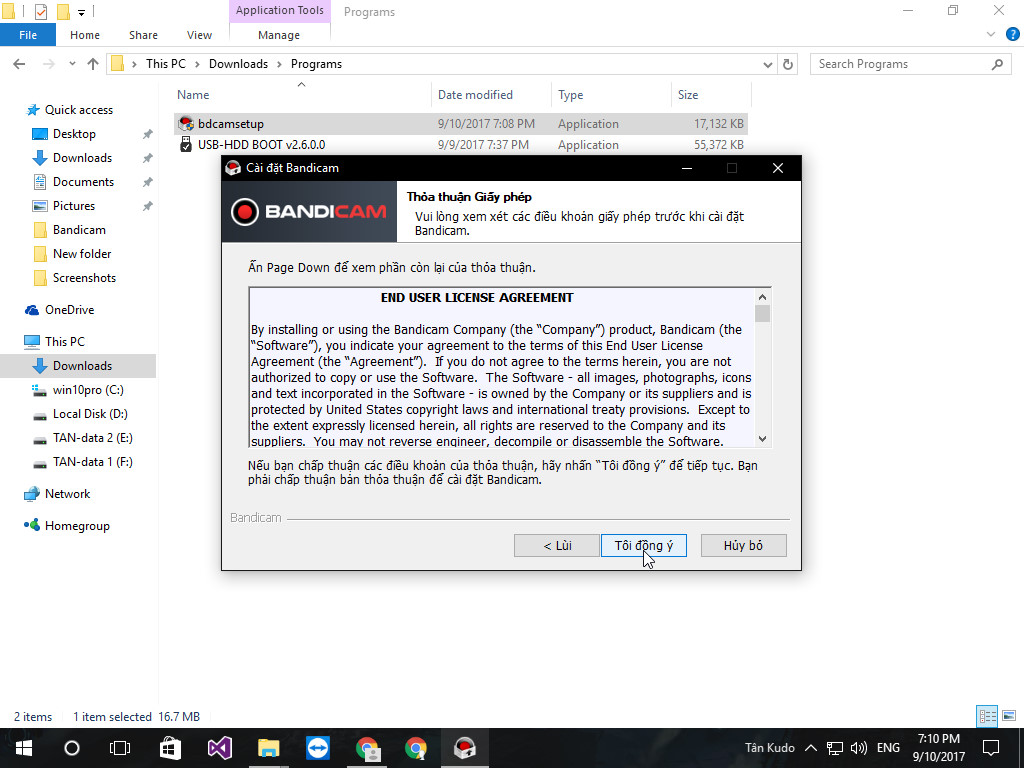 Application Tools
Programs
File
Home
Share
View
Manage
This PC
Downloads
Programs
Search Programs
Name
Date modified
Type
Size
bdcamsetup
9/10/2017 7:08 PM
Application
17,132 KB
USB-HDD BOOT v2.6.0.0
9/9/2017 7:37 PM
Application
55,372 KB
Quick access
Desktop
Downloads
Documents
Pictures
Bandicam
New folder
Screenshots
OneDrive
This PC
Downloads
win10pro (C:)
Local Disk (D:)
TAN-data 2 (E:)
TAN-data 1 (F:)
Network
Homegroup
Cài đặt Bandicam
BANDICAM
Thỏa thuận Giấy phép
Vui lòng xem xét các điều khoản giấy phép trước khi cài đặt
Bandicam.
Ấn Page Down để xem phần còn lại của thỏa thuận.
END USER LICENSE AGREEMENT
By installing or using the Bandicam Company (the “Company”) product, Bandicam (the
“Software”), you indicate your agreement to the terms of this End User License
Agreement (the “Agreement”).  If you do not agree to the terms herein, you are not
authorized to copy or use the Software.  The Software - all images, photographs, icons
and text incorporated in the Software - is owned by the Company or its suppliers and is
protected by United States copyright laws and international treaty provisions.  Except to
the extent expressly licensed herein, all rights are reserved to the Company and its
suppliers.  You may not reverse engineer, decompile or disassemble the Software.
Nếu bạn chấp thuận các điều khoản của thỏa thuận, hãy nhấn “Tôi đồng ý” để tiếp tục. Bạn
phải chấp thuận bản thỏa thuận để cài đặt Bandicam.
Bandicam
< Lùi
Tôi đồng ý
Hủy bỏ
2 items
1 item selected  16.7 MB
Tân Kudo
ENG
7:10 PM
9/10/2017